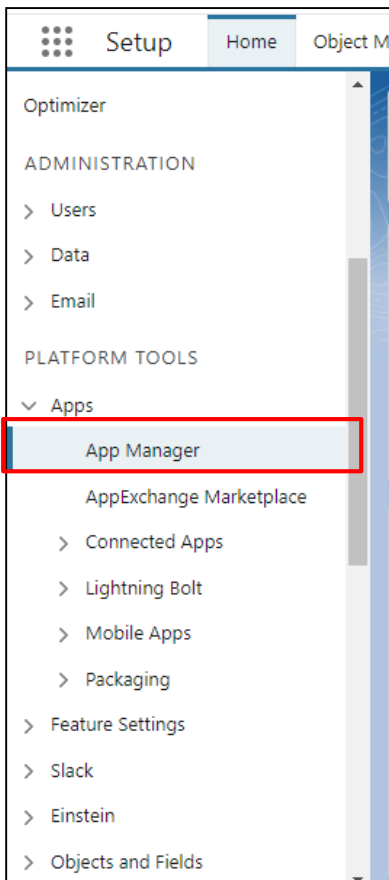 Setup Home Object M
Optimizer
ADMINISTRATION
Users
Data
Email
PLATFORM TOOLS
Apps
App Manager
AppExchange Marketplace
Connected Apps
Lightning Bolt
Mobile Apps
Packaging
Feature Settings
Slack
Einstein
Objects and Fields